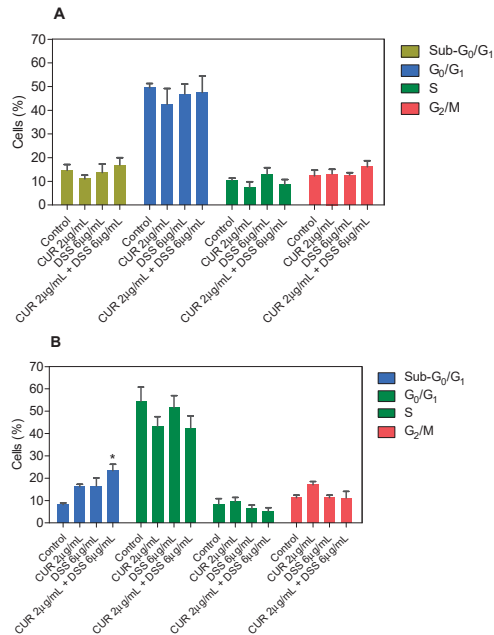 A
Cells (%)
70
60
50
40
30
20
10
0
Control
CUR 2µg/mL
DSS 6µg/mL
CUR 2µg/mL + DSS 6µg/mL
Control
CUR 2µg/mL
DSS 6µg/mL
CUR 2µg/mL + DSS 6µg/mL
Control
CUR 2µg/mL
DSS 6µg/mL
CUR 2µg/mL + DSS 6µg/mL
Control
CUR 2µg/mL
DSS 6µg/mL
CUR 2µg/mL + DSS 6µg/mL
Sub-G₀/G₁
G₀/G₁
S
G₂/M
B
Cells (%)
70
60
50
40
30
20
10
0
*
Control
CUR 2µg/mL
DSS 6µg/mL
CUR 2µg/mL + DSS 6µg/mL
Control
CUR 2µg/mL
DSS 6µg/mL
CUR 2µg/mL + DSS 6µg/mL
Control
CUR 2µg/mL
DSS 6µg/mL
CUR 2µg/mL + DSS 6µg/mL
Control
CUR 2µg/mL
DSS 6µg/mL
CUR 2µg/mL + DSS 6µg/mL
Sub-G₀/G₁
G₀/G₁
S
G₂/M